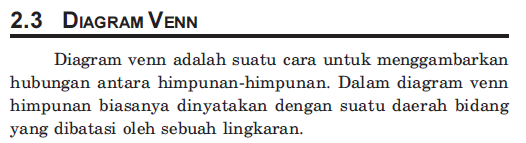 2.3 DIAGRAM VENN
Diagram venn adalah suatu cara untuk menggambarkan
hubungan antara himpunan-himpunan. Dalam diagram venn
himpunan biasanya dinyatakan dengan suatu daerah bidang
yang dibatasi oleh sebuah lingkaran.